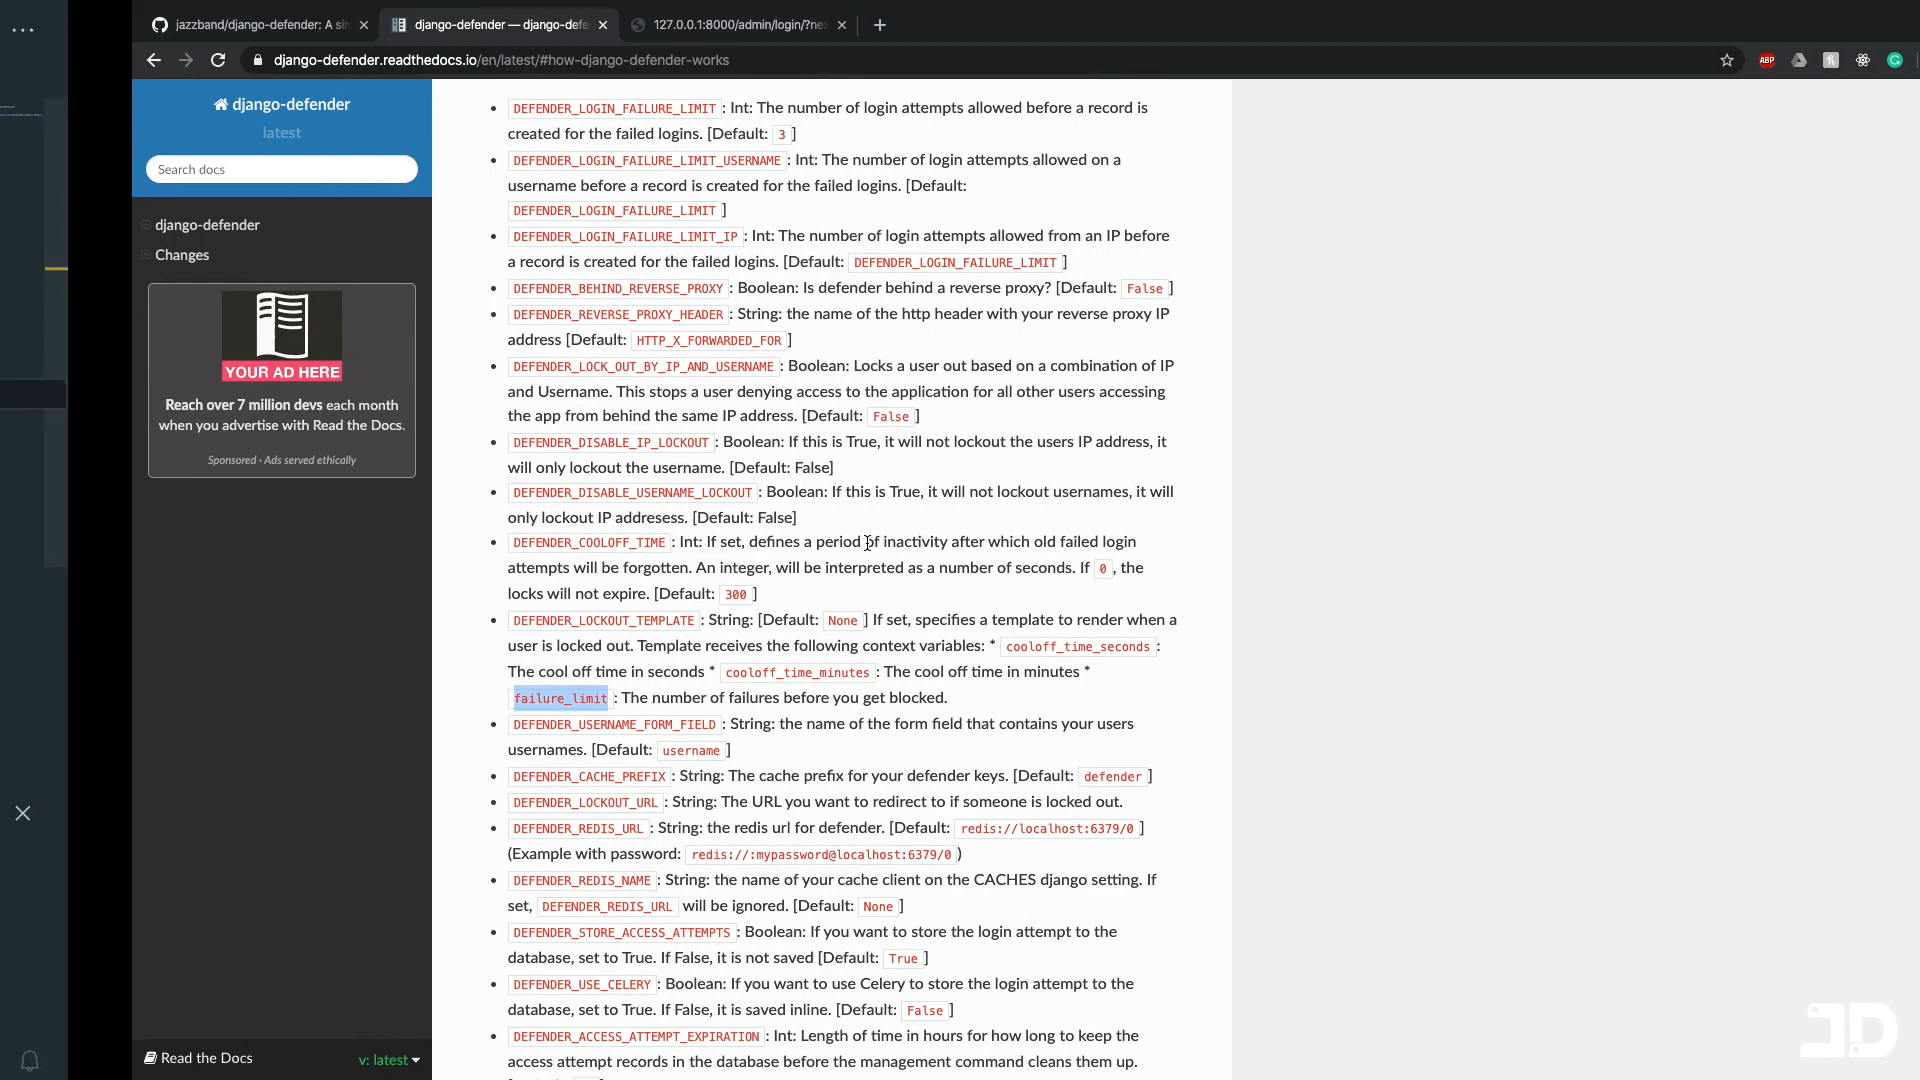 jazzband/django-defender: A sin
django-defender — django-defe
127.0.0.1:8000/admin/login/?nex
django-defender.readthedocs.io/en/latest/#how-django-defender-works
ABP
django-defender
latest
Search docs
django-defender
Changes
YOUR AD HERE
Reach over 7 million devs each month
when you advertise with Read the Docs.
Sponsored · Ads served ethically
Read the Docs
v: latest
DEFENDER_LOGIN_FAILURE_LIMIT : Int: The number of login attempts allowed before a record is
created for the failed logins. [Default: 3 ]
DEFENDER_LOGIN_FAILURE_LIMIT_USERNAME : Int: The number of login attempts allowed on a
username before a record is created for the failed logins. [Default:
DEFENDER_LOGIN_FAILURE_LIMIT ]
DEFENDER_LOGIN_FAILURE_LIMIT_IP : Int: The number of login attempts allowed from an IP before
a record is created for the failed logins. [Default: DEFENDER_LOGIN_FAILURE_LIMIT ]
DEFENDER_BEHIND_REVERSE_PROXY : Boolean: Is defender behind a reverse proxy? [Default: False ]
DEFENDER_REVERSE_PROXY_HEADER : String: the name of the http header with your reverse proxy IP
address [Default: HTTP_X_FORWARDED_FOR ]
DEFENDER_LOCK_OUT_BY_IP_AND_USERNAME : Boolean: Locks a user out based on a combination of IP
and Username. This stops a user denying access to the application for all other users accessing
the app from behind the same IP address. [Default: False ]
DEFENDER_DISABLE_IP_LOCKOUT : Boolean: If this is True, it will not lockout the users IP address, it
will only lockout the username. [Default: False]
DEFENDER_DISABLE_USERNAME_LOCKOUT : Boolean: If this is True, it will not lockout usernames, it will
only lockout IP addresess. [Default: False]
DEFENDER_COOLOFF_TIME : Int: If set, defines a period of inactivity after which old failed login
attempts will be forgotten. An integer, will be interpreted as a number of seconds. If 0 , the
locks will not expire. [Default: 300 ]
DEFENDER_LOCKOUT_TEMPLATE : String: [Default: None ] If set, specifies a template to render when a
user is locked out. Template receives the following context variables: * cooloff_time_seconds :
The cool off time in seconds * cooloff_time_minutes : The cool off time in minutes *
failure_limit : The number of failures before you get blocked.
DEFENDER_USERNAME_FORM_FIELD : String: the name of the form field that contains your users
usernames. [Default: username ]
DEFENDER_CACHE_PREFIX : String: The cache prefix for your defender keys. [Default: defender ]
DEFENDER_LOCKOUT_URL : String: The URL you want to redirect to if someone is locked out.
DEFENDER_REDIS_URL : String: the redis url for defender. [Default: redis://localhost:6379/0 ]
(Example with password: redis://:mypassword@localhost:6379/0 )
DEFENDER_REDIS_NAME : String: the name of your cache client on the CACHES django setting. If
set, DEFENDER_REDIS_URL will be ignored. [Default: None ]
DEFENDER_STORE_ACCESS_ATTEMPTS : Boolean: If you want to store the login attempt to the
database, set to True. If False, it is not saved [Default: True ]
DEFENDER_USE_CELERY : Boolean: If you want to use Celery to store the login attempt to the
database, set to True. If False, it is saved inline. [Default: False ]
DEFENDER_ACCESS_ATTEMPT_EXPIRATION : Int: Length of time in hours for how long to keep the
access attempt records in the database before the management command cleans them up.